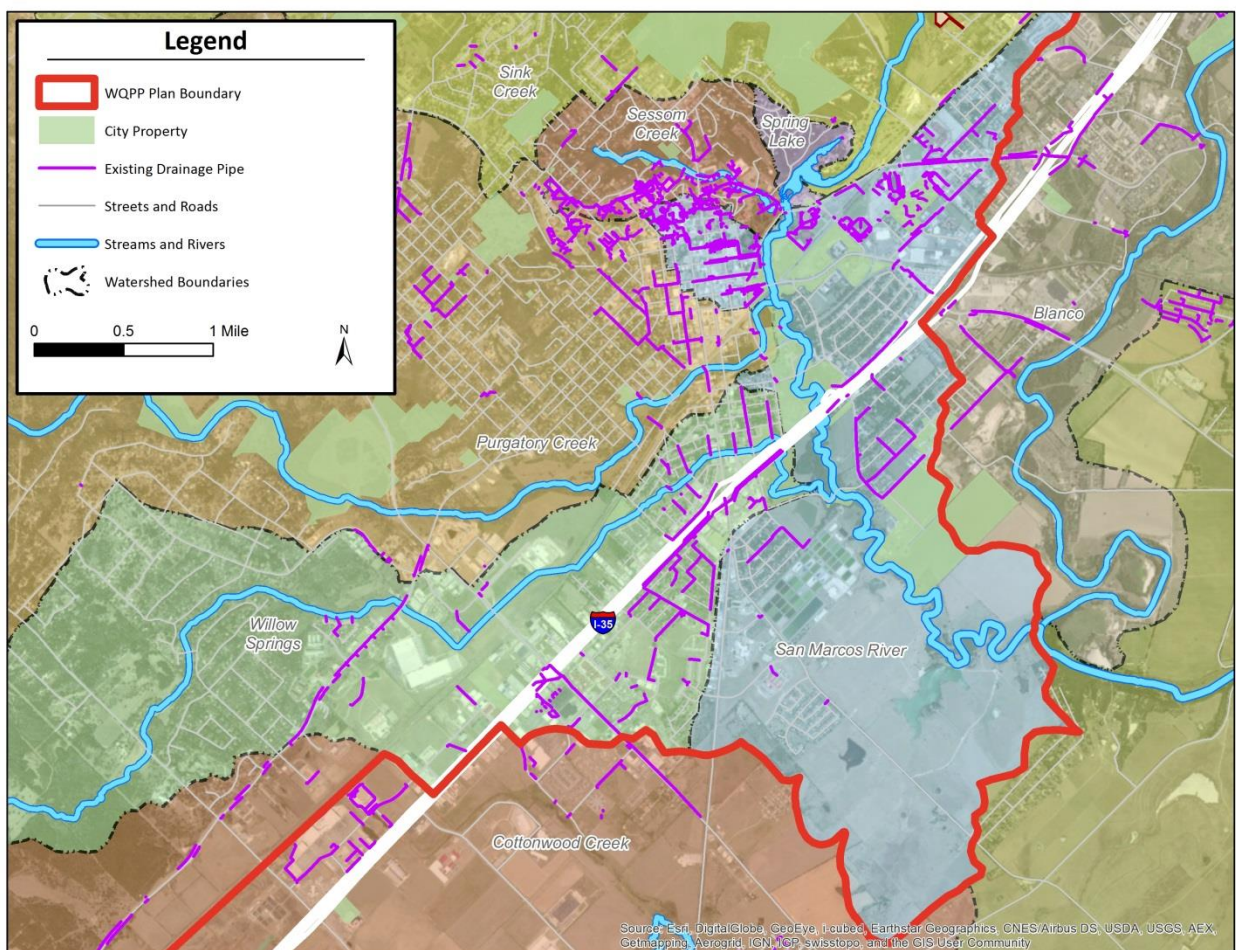 Legend
WQPP Plan Boundary
City Property
Existing Drainage Pipe
Streets and Roads
Streams and Rivers
Watershed Boundaries
0 0.5 1 Mile
N
Sink
Creek
Sessom
Creek
Spring
Lake
Blanco
Purgatory Creek
I-35
Willow
Springs
San Marcos River
Cottonwood Creek
Source: Esri, DigitalGlobe, GeoEye, i-cubed, Earthstar Geographics, CNES/Airbus DS, USDA, USGS, AEX,
Getmapping, Aerogrid, IGN, IGP, swisstopo, and the GIS User Community